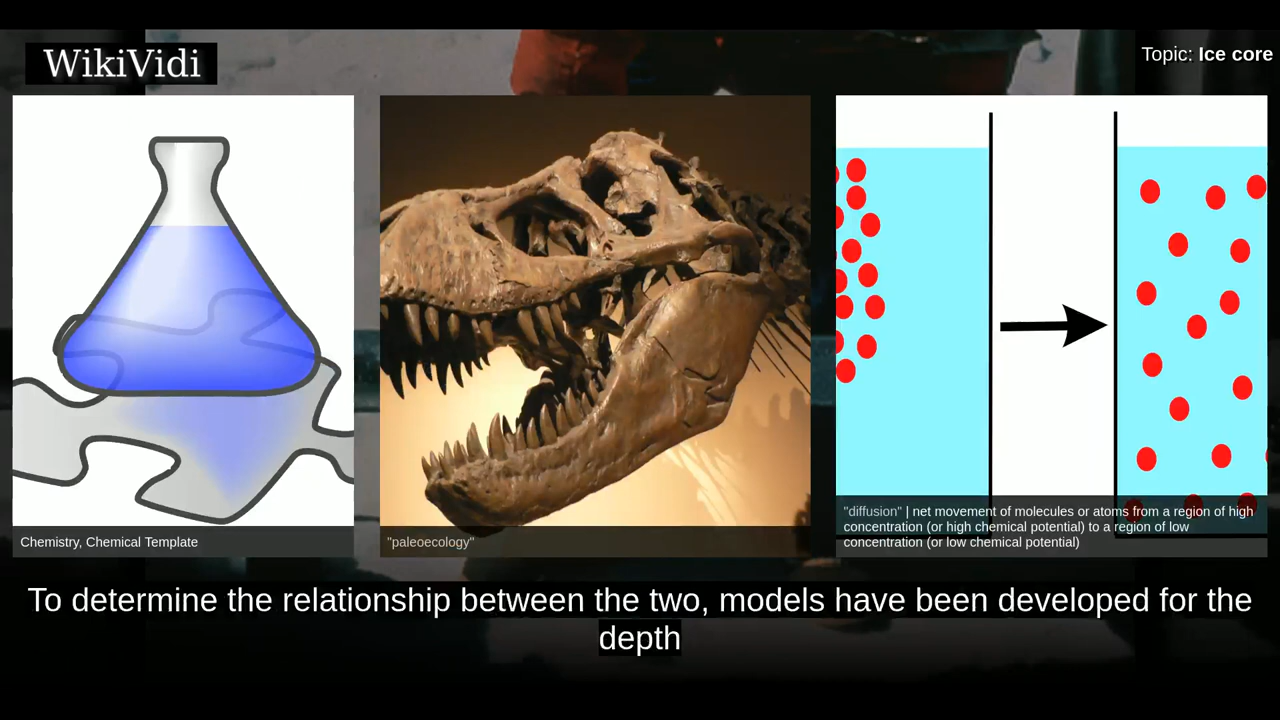 WikiVidi
Topic: Ice core
Chemistry, Chemical Template
"paleoecology"
"diffusion" | net movement of molecules or atoms from a region of high
concentration (or high chemical potential) to a region of low
concentration (or low chemical potential)
To determine the relationship between the two, models have been developed for the
depth